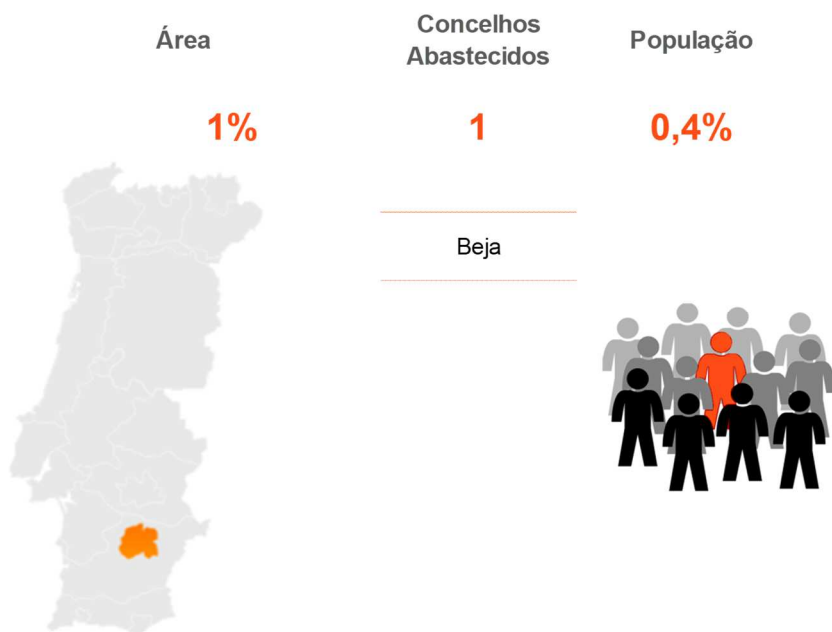 Área
Concelhos
Abastecidos
População
1%
1
0,4%
Beja